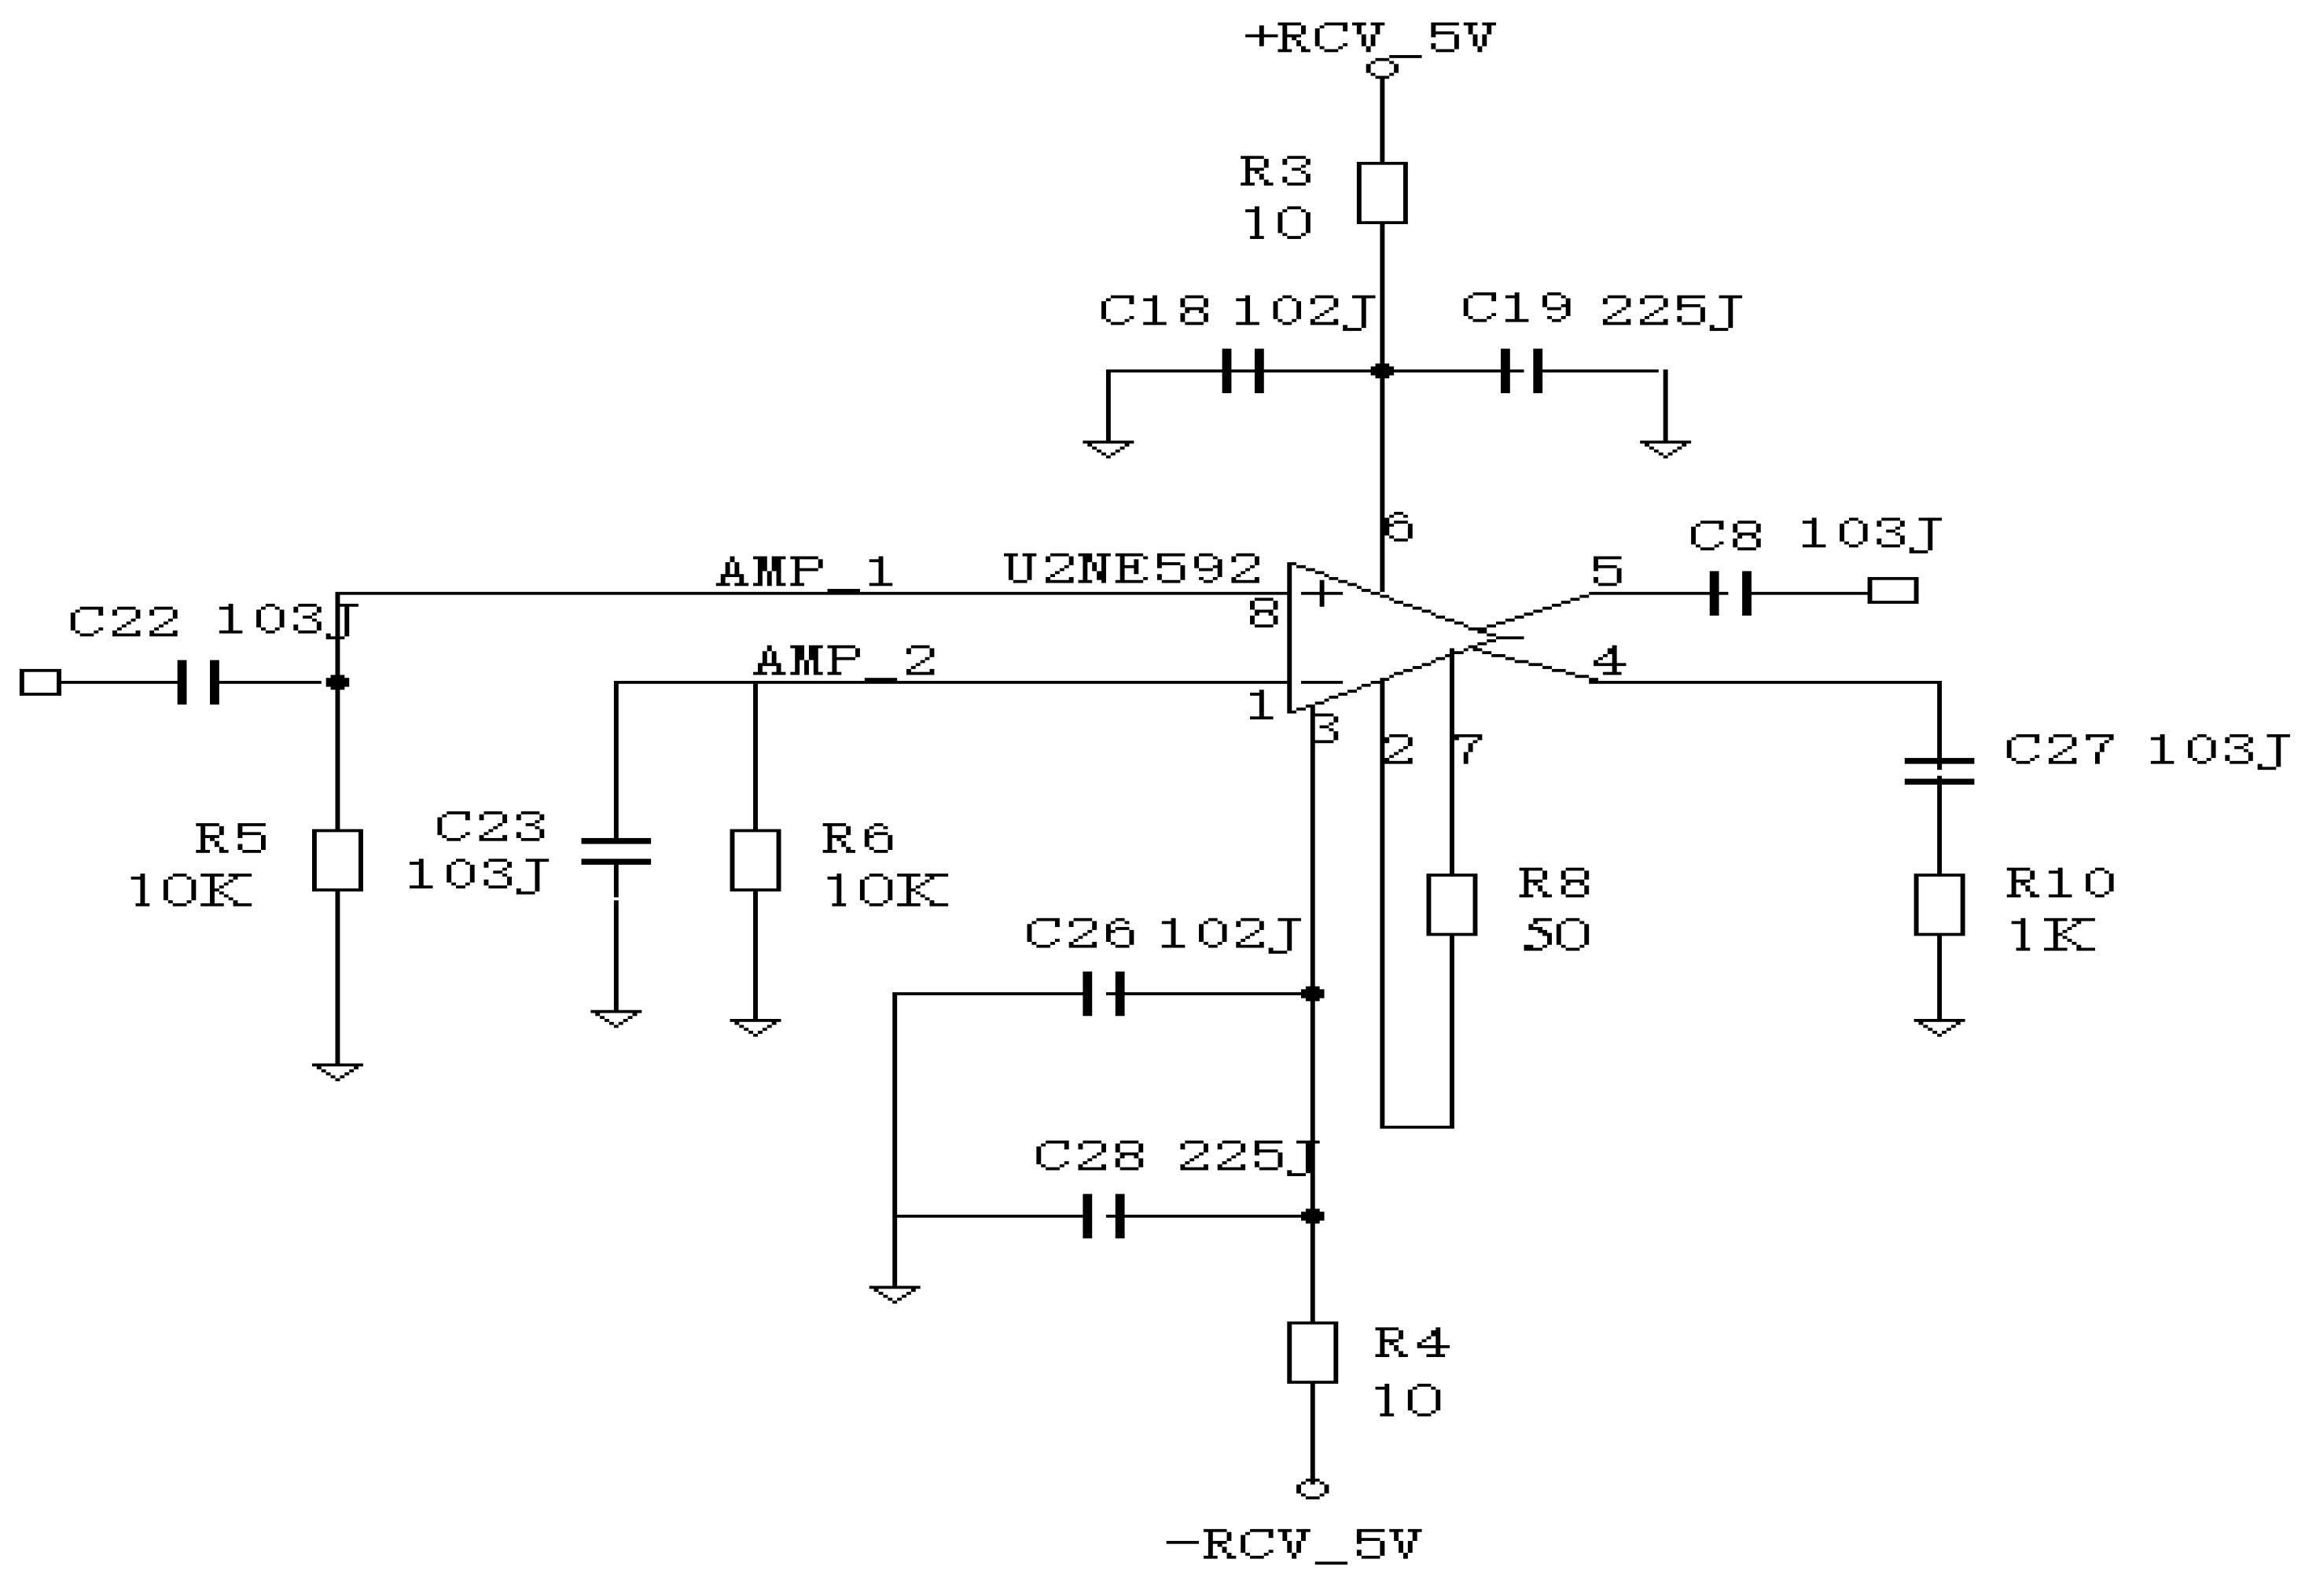 +RCV_5V
R3
10
C18 102J
C19 225J
6
U2NE592
AMP_1
8
5
C8 103J
C22 103J
AMP_2
4
1
3
2
7
C27 103J
R5
10K
C23
103J
R6
10K
R8
50
R10
1K
C26 102J
C28 225J
R4
10
-RCV_5V